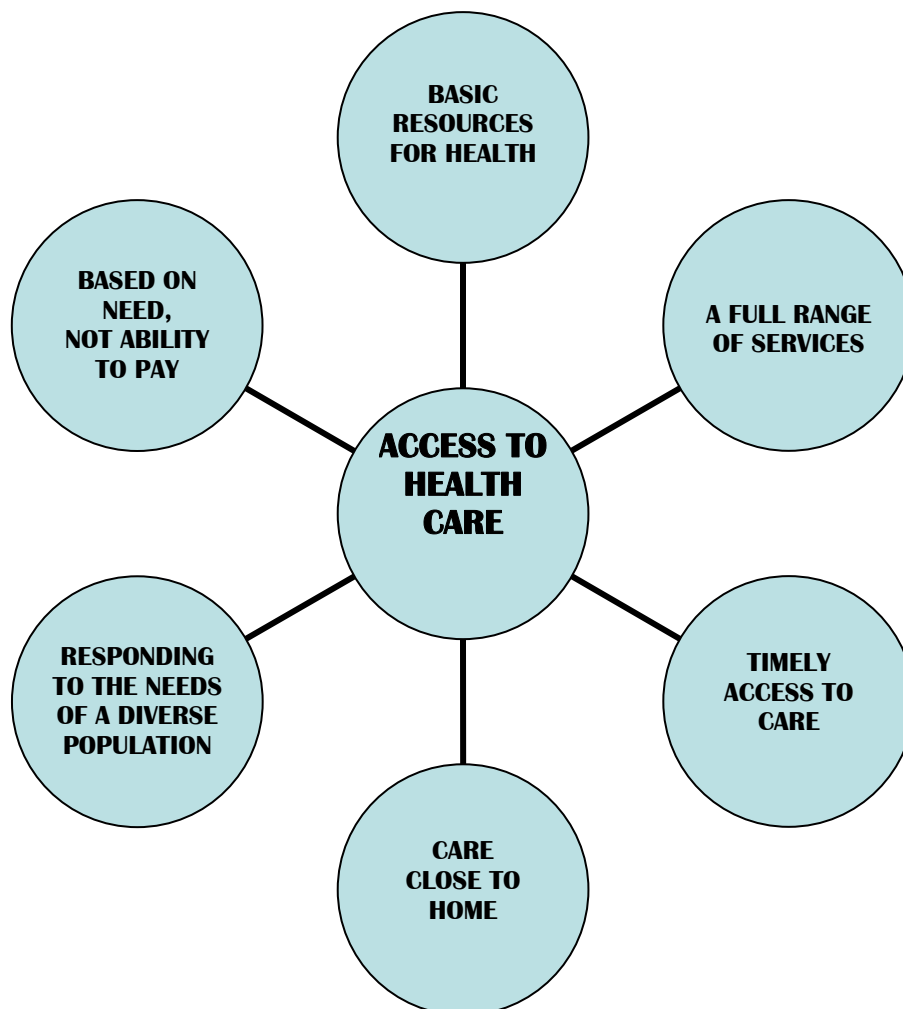 BASIC
RESOURCES
FOR HEALTH
BASED ON
NEED,
NOT ABILITY
TO PAY
A FULL RANGE
OF SERVICES
ACCESS TO
HEALTH
CARE
RESPONDING
TO THE NEEDS
OF A DIVERSE
POPULATION
TIMELY
ACCESS TO
CARE
CARE
CLOSE TO
HOME